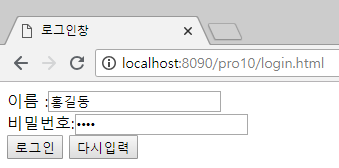 로그인창
localhost:8090/pro10/login.html
이름 :홍길동
비밀번호:••••
로그인 다시입력